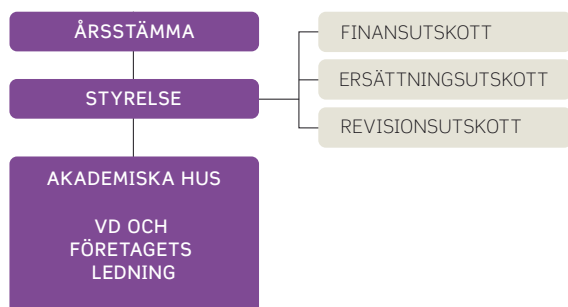 ÅRSSTÄMMA
STYRELSE
FINANSUTSKOTT
ERSÄTTNINGSUTSKOTT
REVISIONSUTSKOTT
AKADEMISKA HUS
VD OCH
FÖRETAGETS
LEDNING